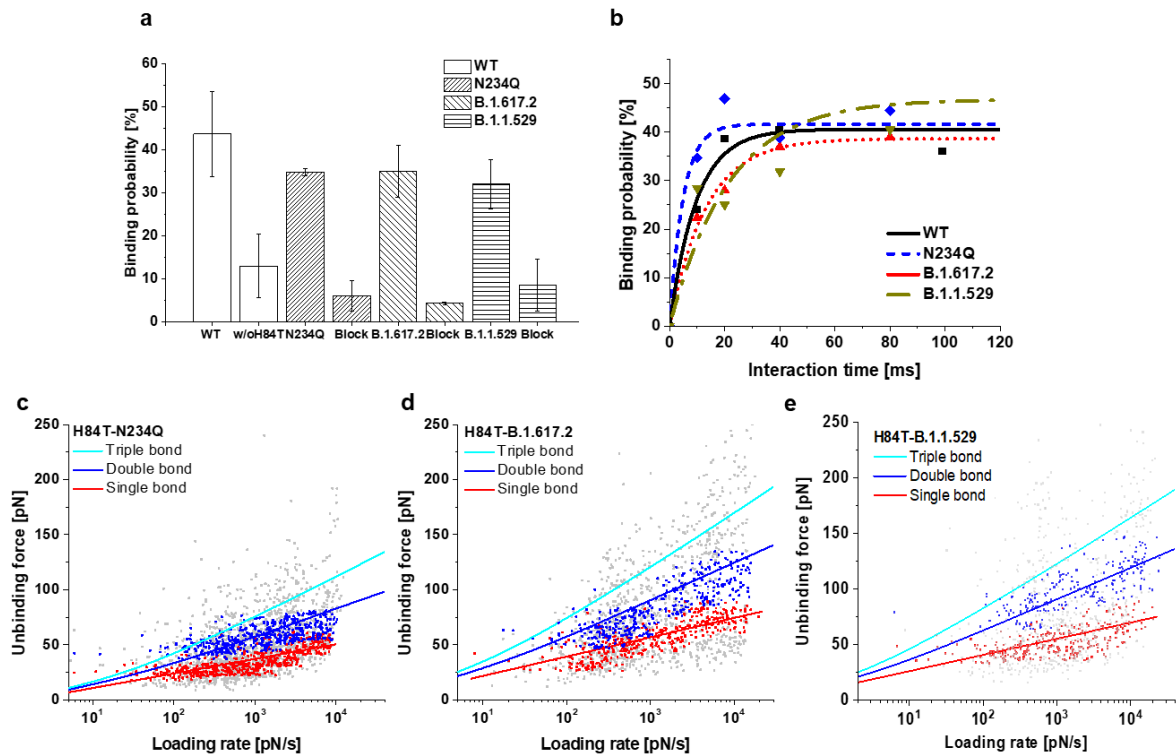 a
Binding probability [%]
60
50
40
30
20
10
0
WT
N234Q
B.1.617.2
B.1.1.529
WT w/oH84T N234Q Block B.1.617.2 Block B.1.1.529 Block
b
Binding probability [%]
50
40
30
20
10
0
WT
N234Q
B.1.617.2
B.1.1.529
0 20 40 60 80 100 120
Interaction time [ms]
c
Unbinding force [pN]
250
200
150
100
50
0
H84T-N234Q
Triple bond
Double bond
Single bond
10¹ 10² 10³ 10⁴
Loading rate [pN/s]
d
Unbinding force [pN]
250
200
150
100
50
0
H84T-B.1.617.2
Triple bond
Double bond
Single bond
10¹ 10² 10³ 10⁴
Loading rate [pN/s]
e
Unbinding force [pN]
250
200
150
100
50
0
H84T-B.1.1.529
Triple bond
Double bond
Single bond
10¹ 10² 10³ 10⁴
Loading rate [pN/s]